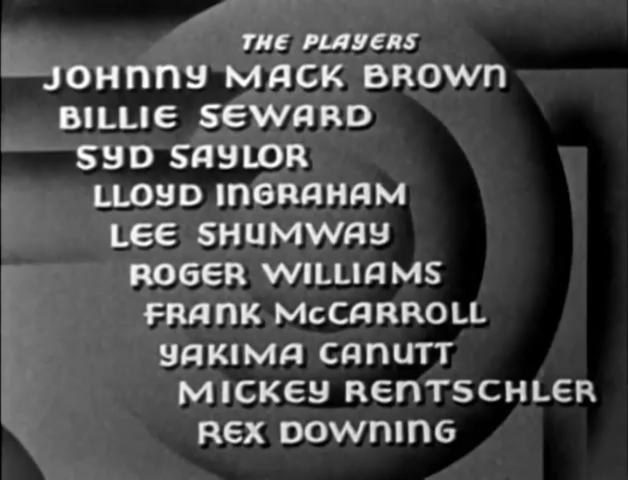 THE PLAYERS
JOHNNY MACK BROWN
BILLIE SEWARD
SYD SAYLOR
LLOYD INGRAHAM
LEE SHUMWAY
ROGER WILLIAMS
FRANK McCARROLL
YAKIMA CANUTT
MICKEY RENTSCHLER
REX DOWNING